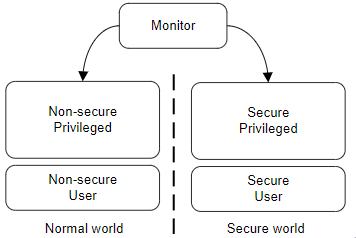 Monitor
Non-secure
Privileged
Secure
Privileged
Non-secure
User
Secure
User
Normal world
Secure world